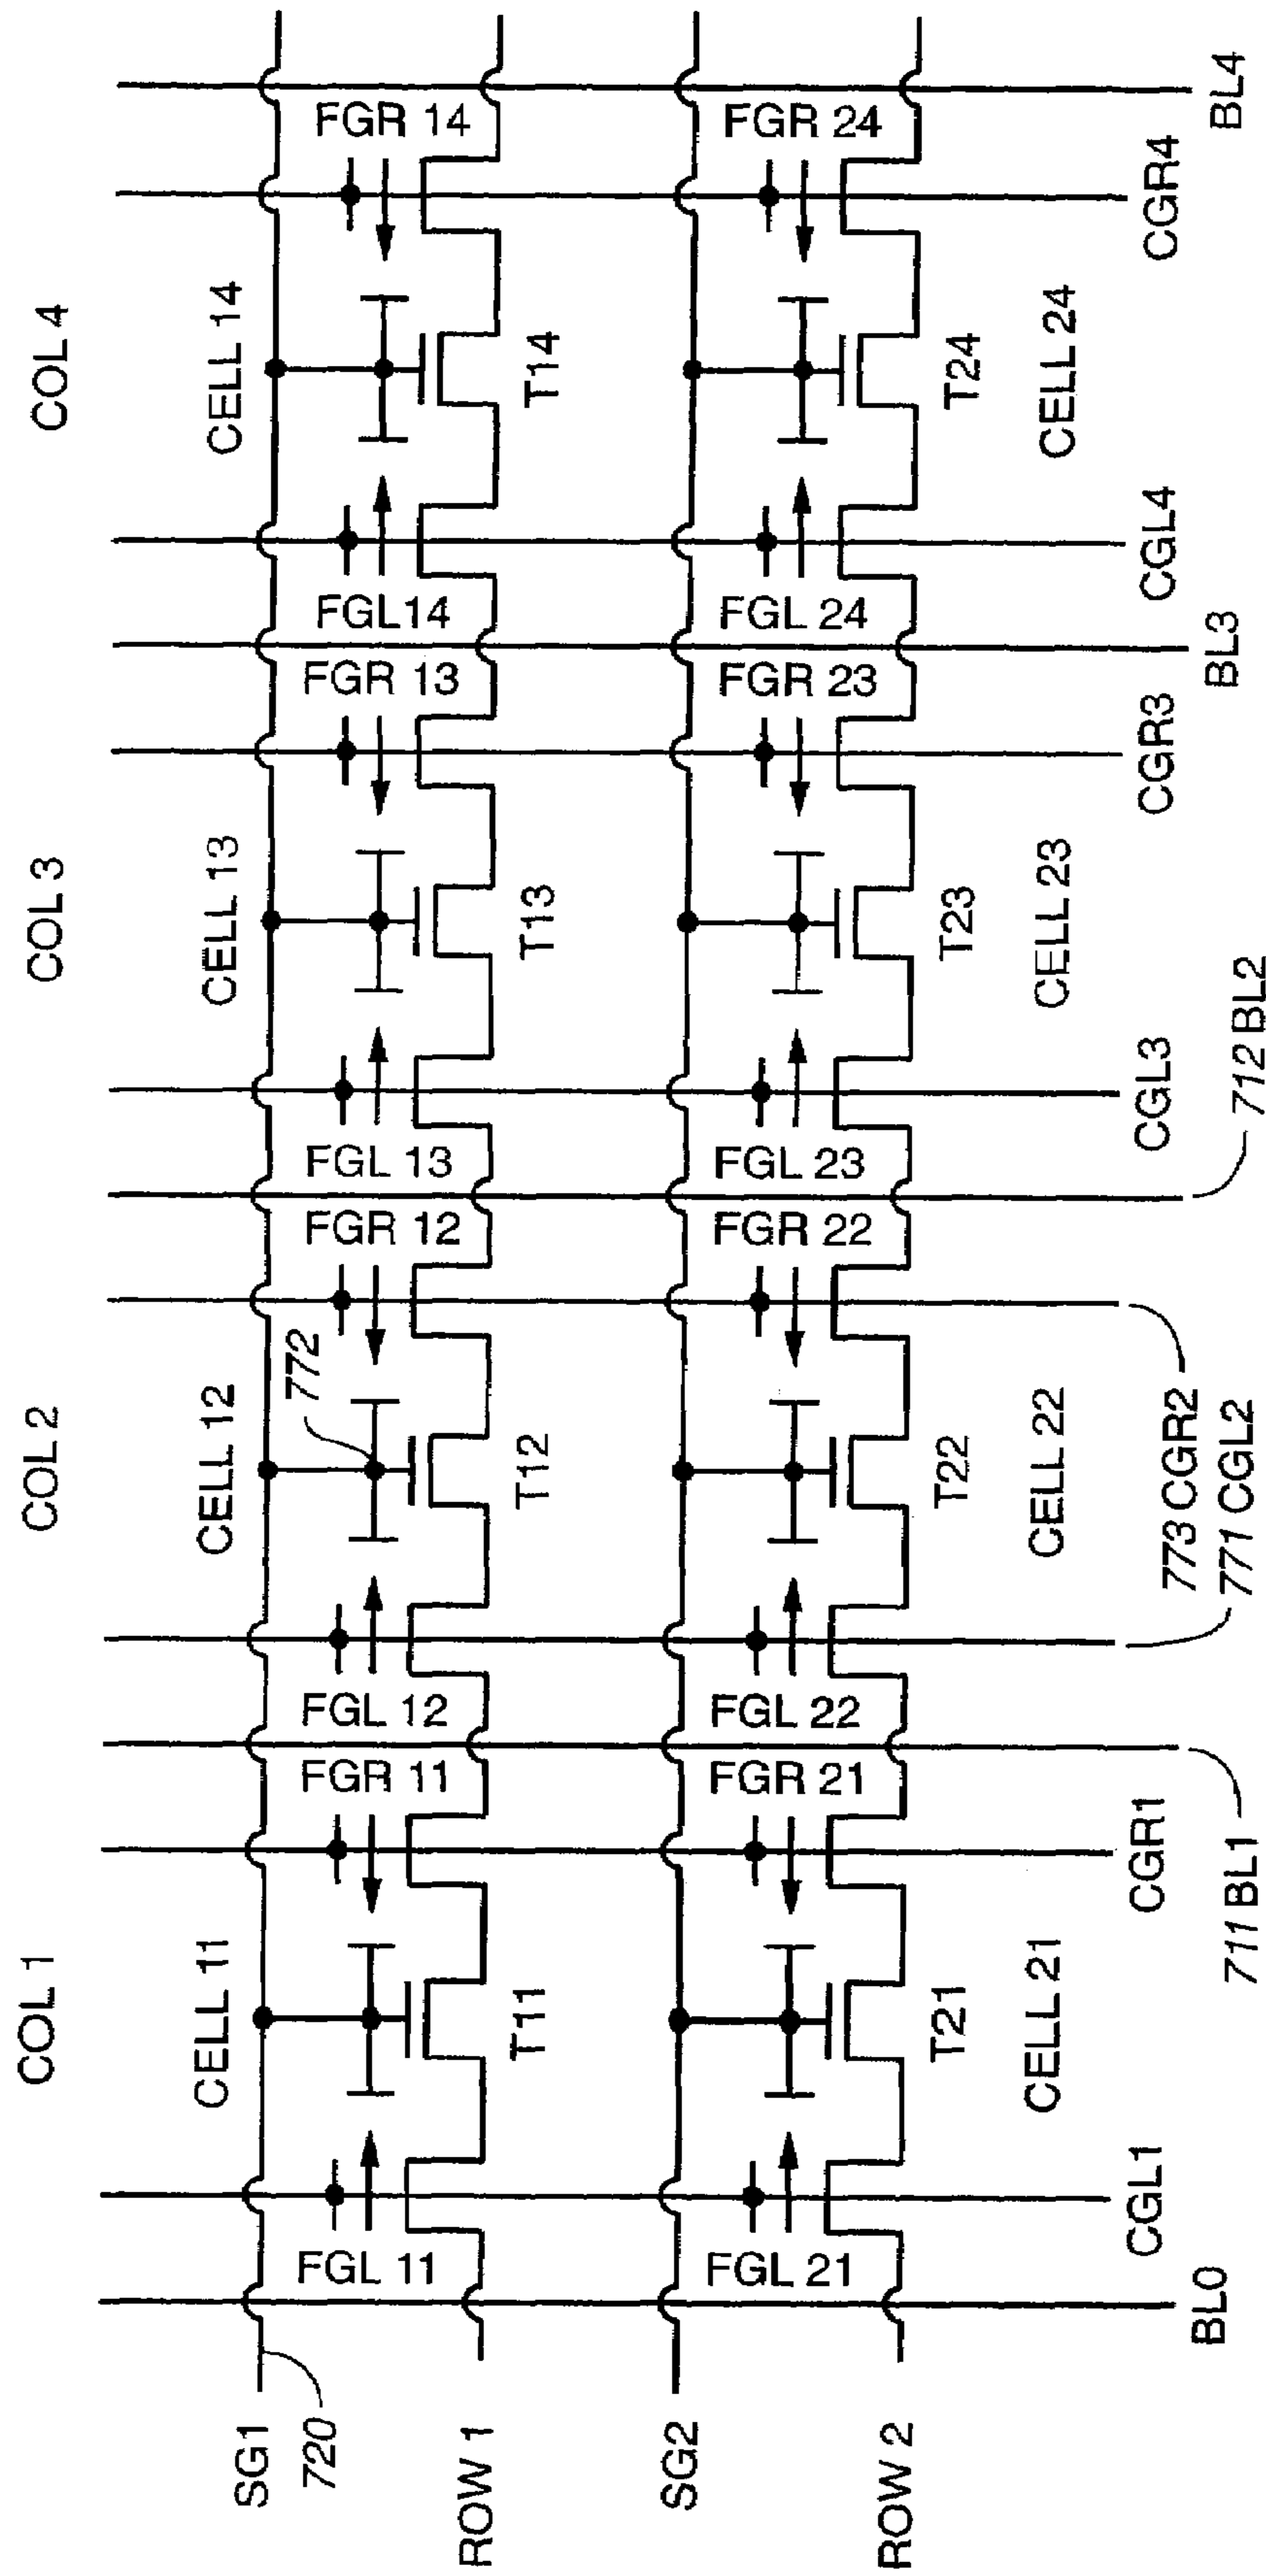 COL 1 COL 2 COL 3 COL 4
CELL 11 CELL 12 CELL 13 CELL 14
SG1
720
772
FGL 11 FGR 11 FGL 12 FGR 12 FGL 13 FGR 13 FGL14 FGR 14
ROW 1
T11 T12 T13 T14
SG2
FGL 21 FGR 21 FGL 22 FGR 22 FGL 23 FGR 23 FGL 24 FGR 24
ROW 2
T21 T22 T23 T24
CELL 21 CELL 22 CELL 23 CELL 24
CGL1 CGR1 773 CGR2 CGL3 CGR3 CGL4 CGR4
BL0 711 BL1 771 CGL2 712 BL2 BL3 BL4